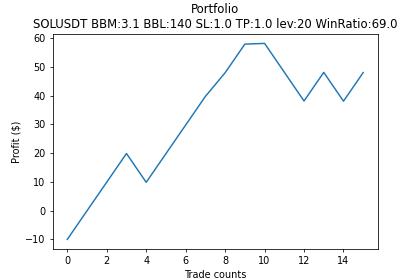 Portfolio
SOLUSDT BBM:3.1 BBL:140 SL:1.0 TP:1.0 lev:20 WinRatio:69.0
60
50
40
30
20
10
0
−10
Profit ($)
0 2 4 6 8 10 12 14
Trade counts